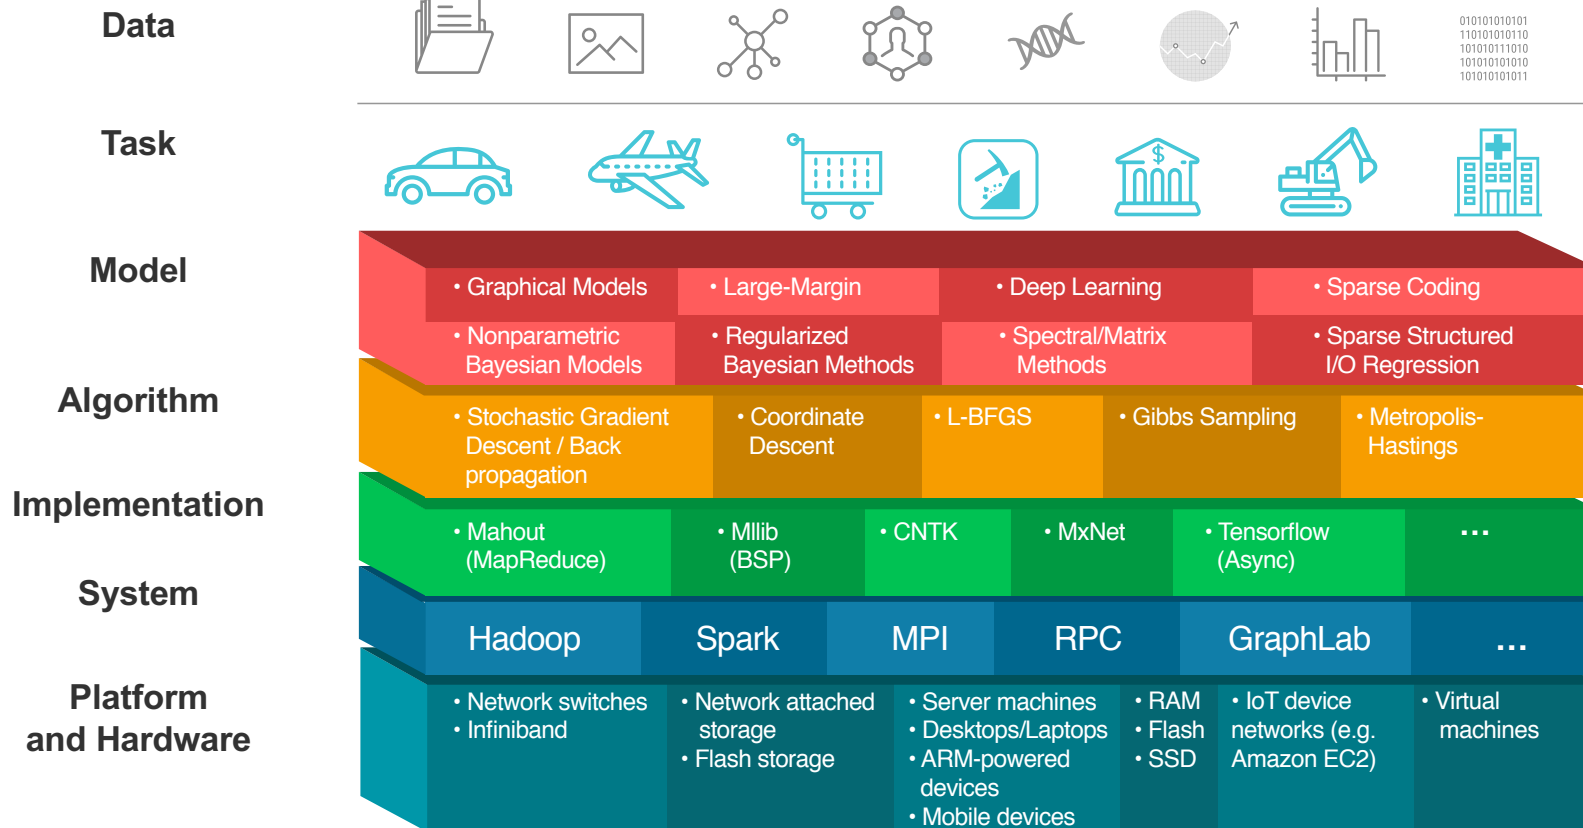 Data
010101010101
110101010110
101010111010
101010101010
101010101011
Task
$
Model
• Graphical Models
• Large-Margin
• Deep Learning
• Sparse Coding
• Nonparametric
Bayesian Models
• Regularized
Bayesian Methods
• Spectral/Matrix
Methods
• Sparse Structured
I/O Regression
Algorithm
• Stochastic Gradient
Descent / Back
propagation
• Coordinate
Descent
• L-BFGS
• Gibbs Sampling
• Metropolis-
Hastings
Implementation
• Mahout
(MapReduce)
• Mllib
(BSP)
• CNTK
• MxNet
• Tensorflow
(Async)
...
System
Hadoop
Spark
MPI
RPC
GraphLab
...
Platform
and Hardware
• Network switches
• Infiniband
• Network attached
storage
• Flash storage
• Server machines
• Desktops/Laptops
• ARM-powered
devices
• Mobile devices
• RAM
• Flash
• SSD
• IoT device
networks (e.g.
Amazon EC2)
• Virtual
machines